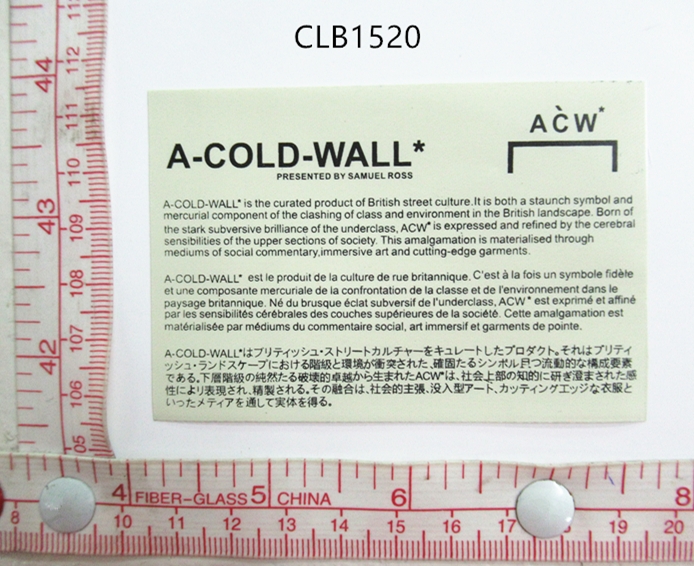 CLB1520
ACẀ*
A-COLD-WALL*
PRESENTED BY SAMUEL ROSS
A-COLD-WALL* is the curated product of British street culture.It is both a staunch symbol and
mercurial component of the clashing of class and environment in the British landscape. Born of
the stark subversive brilliance of the underclass, ACW* is expressed and refined by the cerebral
sensibilities of the upper sections of society. This amalgamation is materialised through
mediums of social commentary,immersive art and cutting-edge garments.
A-COLD-WALL* est le produit de la culture de rue britannique. C'est à la fois un symbole fidèle
et une composante mercuriale de la confrontation de la classe et de l'environnement dans le
paysage britannique. Né du brusque éclat subversif de l'underclass, ACW * est exprimé et affiné
par les sensibilités cérébrales des couches supérieures de la société. Cette amalgamation est
matérialisée par médiums du commentaire social, art immersif et garments de pointe.
A-COLD-WALL*はブリティッシュ・ストリートカルチャーをキュレートしたプロダクト。それはブリティ
ッシュ・ランドスケープにおける階級と環境が衝突された、確固たるシンボル且つ流動的な構成要素
である。下層階級の純然たる破壊的卓越から生まれたACW*は、社会上部の知的に研ぎ澄まされた感
性により表現され、精製される。その融合は、社会的主張、没入型アート、カッティングエッジな衣服と
いったメディアを通して実体を得る。
44 43 42
112 111 110 109 108 107 106 105
4 FIBER-GLASS 5 CHINA 6 8
8 10 11 12 13 14 15 16 17 19 20